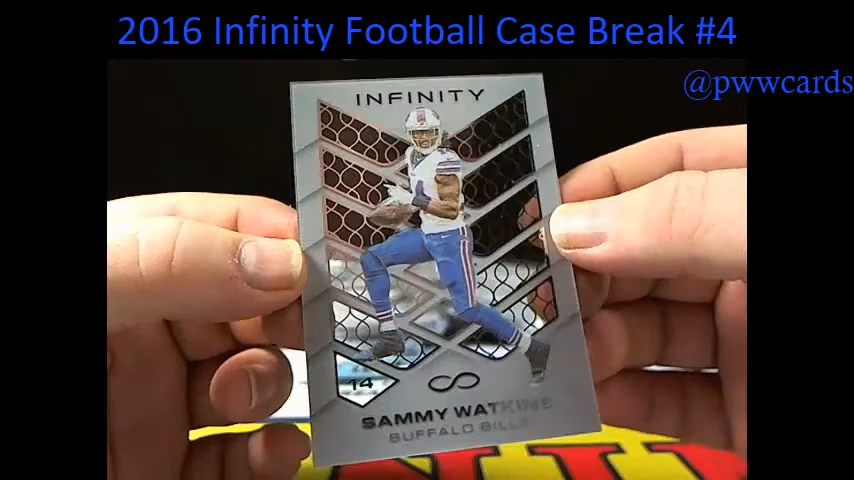 2016 Infinity Football Case Break #4
@pwwcards
INFINITY
14
SAMMY WATKINS
BUFFALO BILLS